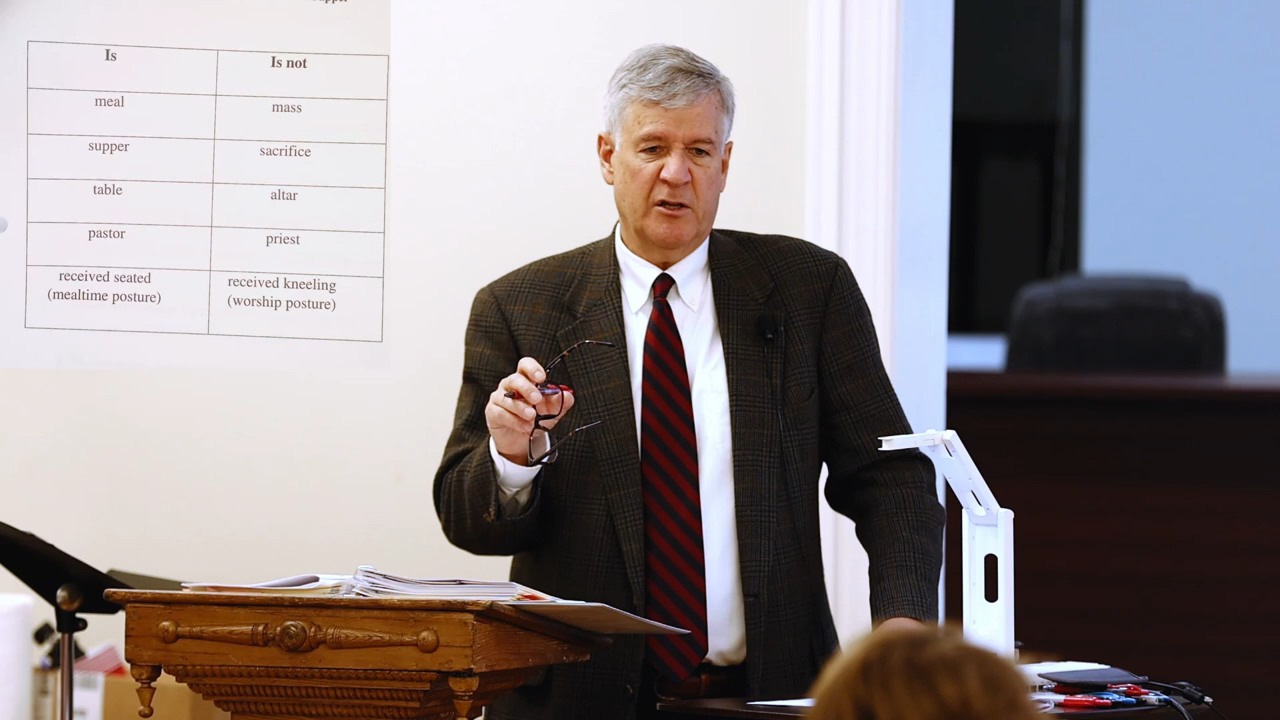 Is Is not
meal mass
supper sacrifice
table altar
pastor priest
received seated received kneeling
(mealtime posture) (worship posture)